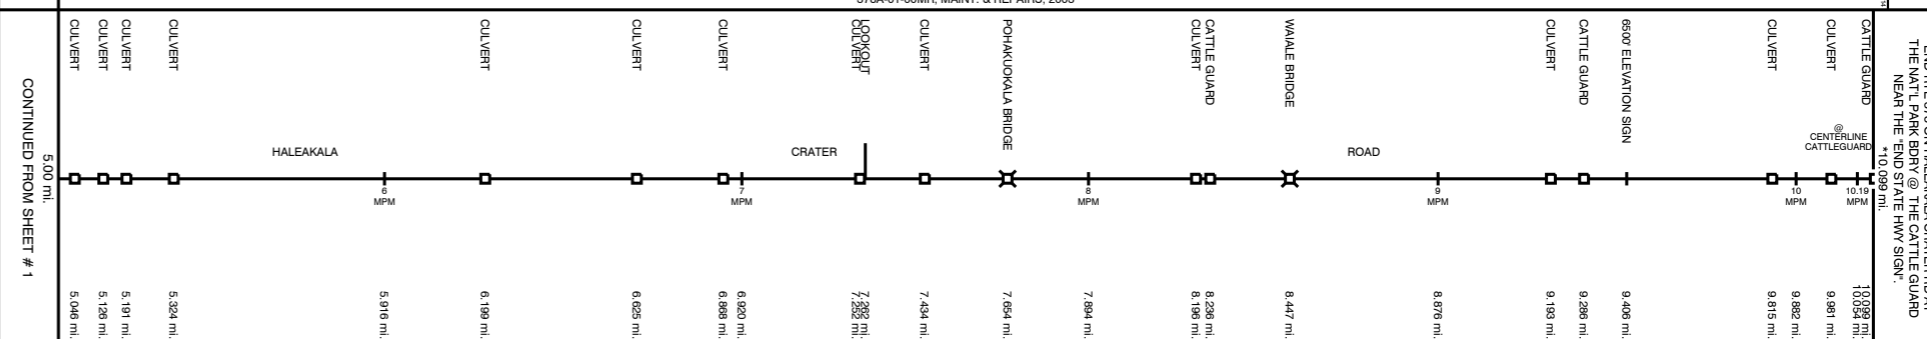 CULVERT
CULVERT
CULVERT
CULVERT
CULVERT
CULVERT
CULVERT
CULVERT
LOOKOUT
CULVERT
POHAKUOKALA BRIDGE
CULVERT
CATTLE GUARD
WAIALE BRIDGE
CULVERT
CATTLE GUARD
6500' ELEVATION SIGN
CULVERT
CULVERT
CATTLE GUARD
THE NAT'L PARK BDRY @ THE CATTLE GUARD
NEAR THE "END STATE HWY SIGN".
*10.099 mi.
@
CENTERLINE
CATTLEGUARD
HALEAKALA
CRATER
ROAD
CONTINUED FROM SHEET # 1
5.00 mi.
6
MPM
7
MPM
8
MPM
9
MPM
10
MPM
10.19
MPM
5.046 mi.
5.126 mi.
5.191 mi.
5.324 mi.
5.916 mi.
6.199 mi.
6.625 mi.
6.868 mi.
6.920 mi.
7.252 mi.
7.262 mi.
7.434 mi.
7.654 mi.
7.894 mi.
8.196 mi.
8.236 mi.
8.447 mi.
8.876 mi.
9.193 mi.
9.286 mi.
9.406 mi.
9.815 mi.
9.882 mi.
9.981 mi.
10.054 mi.
10.099 mi.